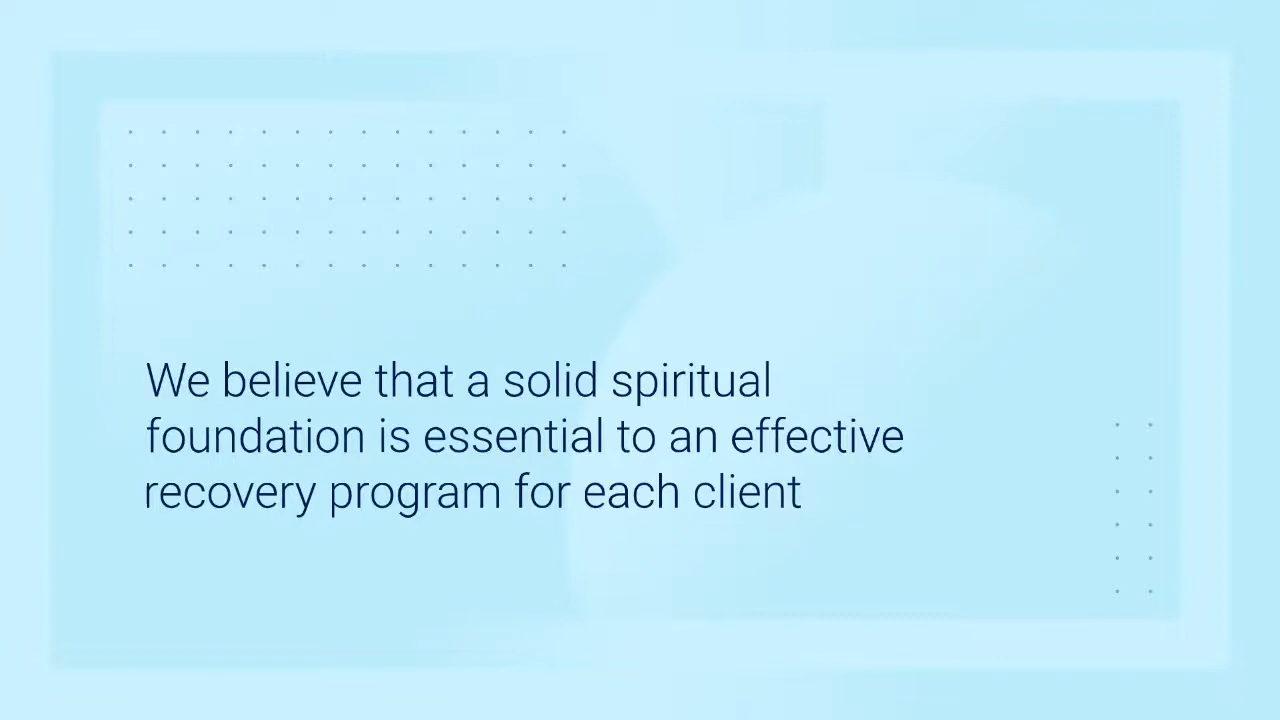 We believe that a solid spiritual
foundation is essential to an effective
recovery program for each client